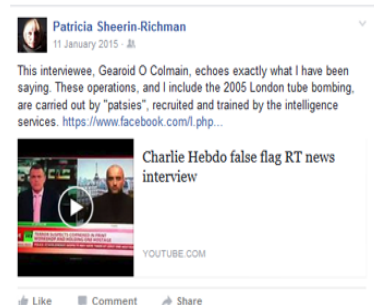 Patricia Sheerin-Richman
11 January 2015 ·
This interviewee, Gearoid O Colmain, echoes exactly what I have been
saying. These operations, and I include the 2005 London tube bombing,
are carried out by "patsies", recruited and trained by the intelligence
services. https://www.facebook.com/l.php...
Charlie Hebdo false flag RT news
interview
YOUTUBE.COM
Like Comment Share